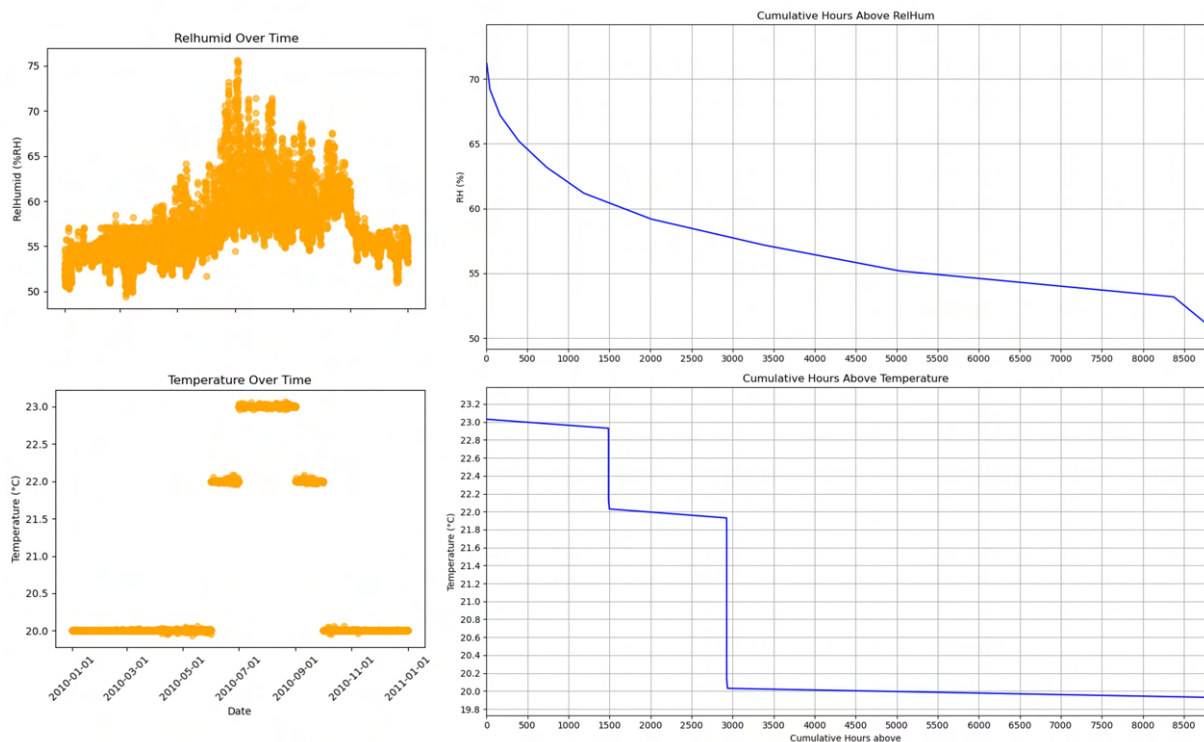 Relhumid Over Time
RelHumid (%RH)
75
70
65
60
55
50
Cumulative Hours Above RelHum
RH (%)
70
60
55
50
0 500 1000 1500 2000 2500 3000 3500 4000 4500 5000 5500 6000 6500 7000 7500 8000 8500
Temperature Over Time
Temperature (°C)
23.0
22.5
22.0
21.5
21.0
20.5
20.0
2010-01-01 2010-03-01 2010-05-01 2010-07-01 2010-09-01 2010-11-01 2011-01-01
Date
Cumulative Hours Above Temperature
Temperature (°C)
23.2
23.0
22.8
22.6
22.4
22.2
22.0
21.8
21.6
21.4
21.2
21.0
20.8
20.6
20.4
20.2
20.0
19.8
0 500 1000 1500 2000 2500 3000 3500 4000 4500 5000 5500 6000 6500 7000 7500 8000 8500
Cumulative Hours above